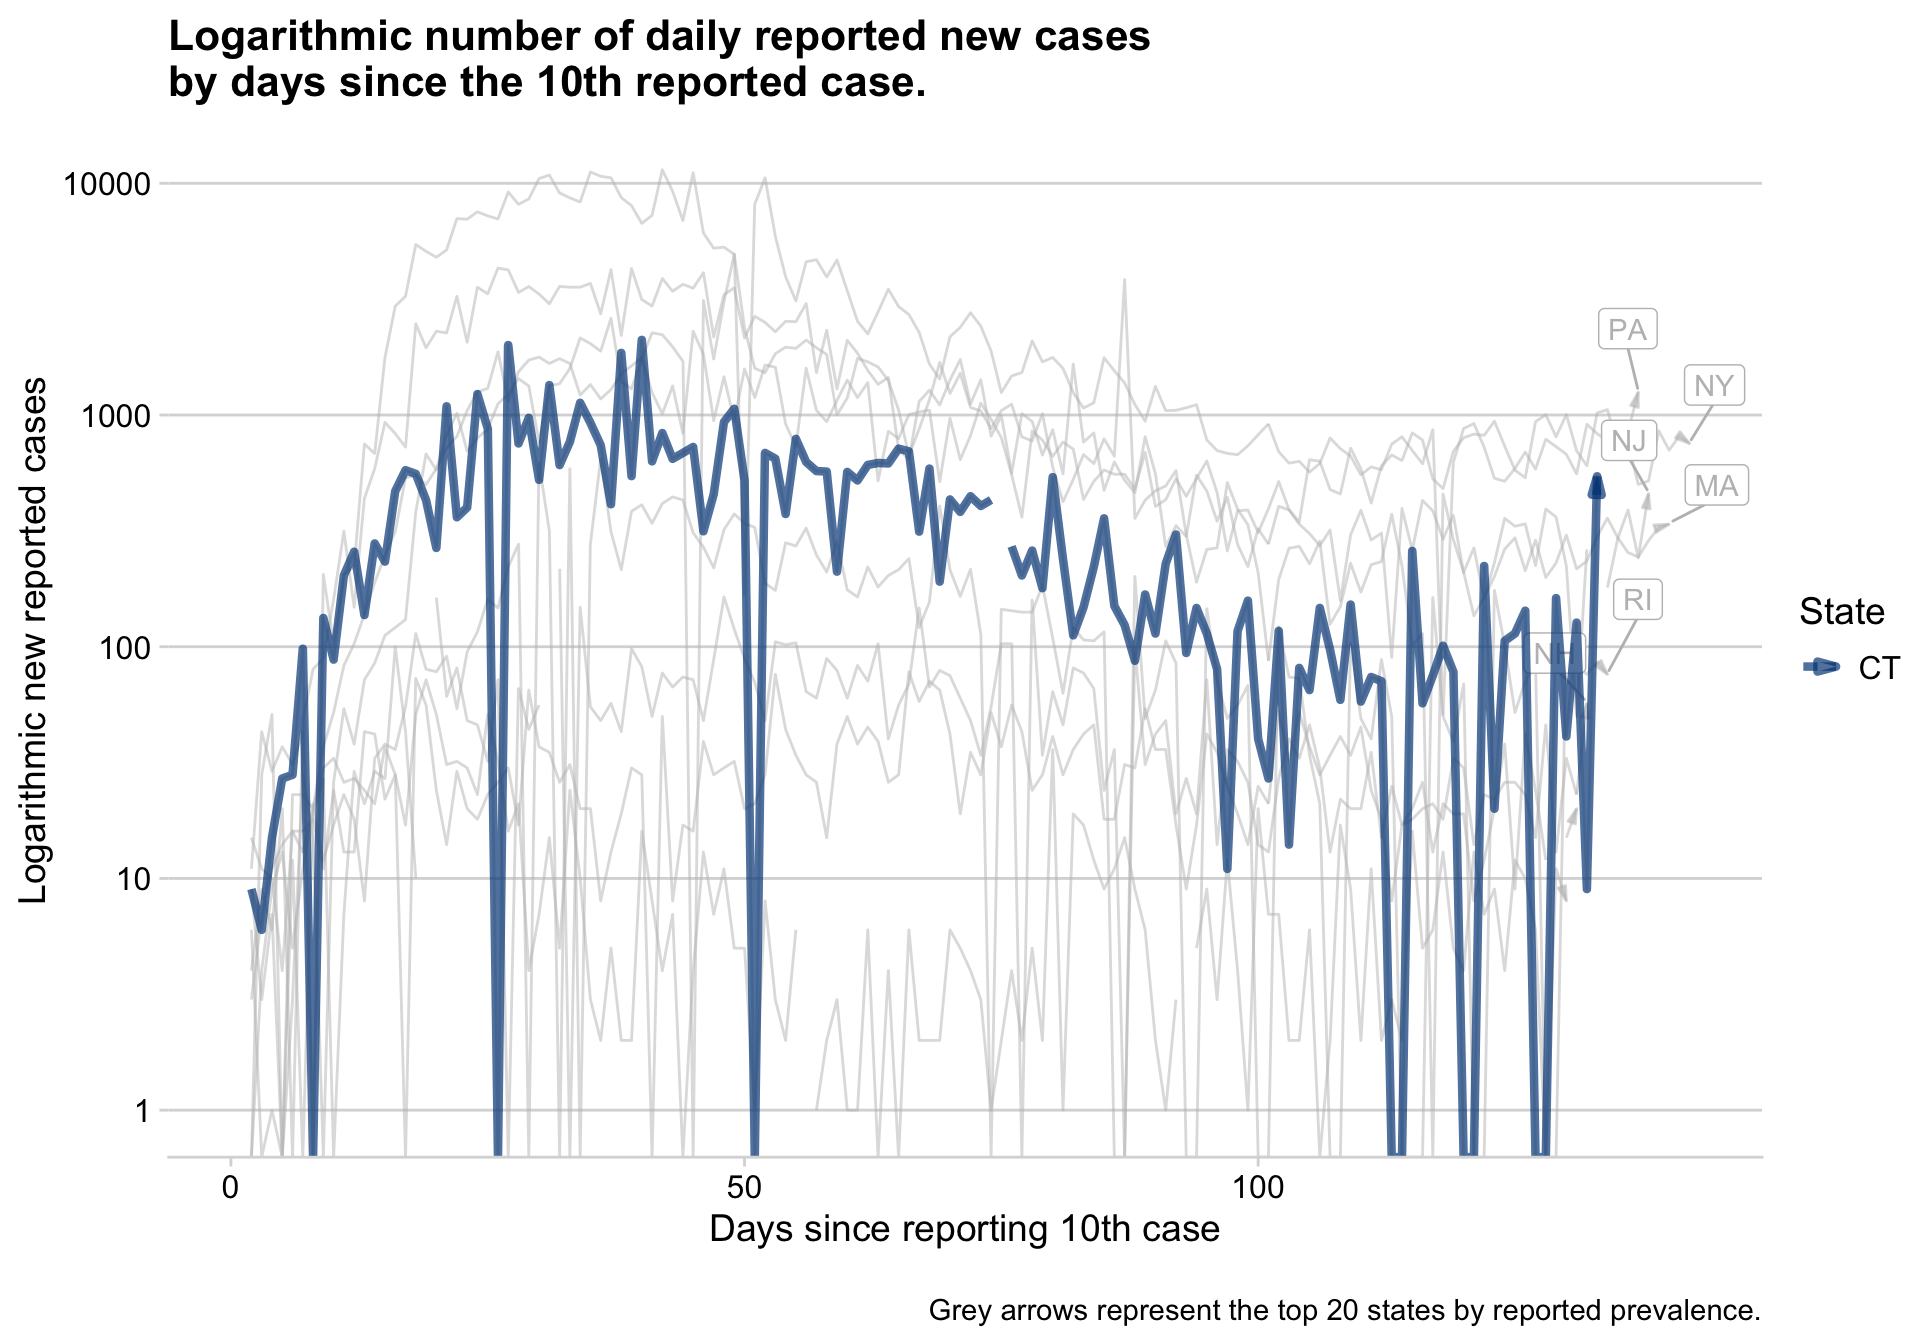 Logarithmic number of daily reported new cases
by days since the 10th reported case.
Logarithmic new reported cases
10000
1000
100
10
1
PA
NY
NJ
MA
RI
NH
State
CT
0
50
100
Days since reporting 10th case
Grey arrows represent the top 20 states by reported prevalence.